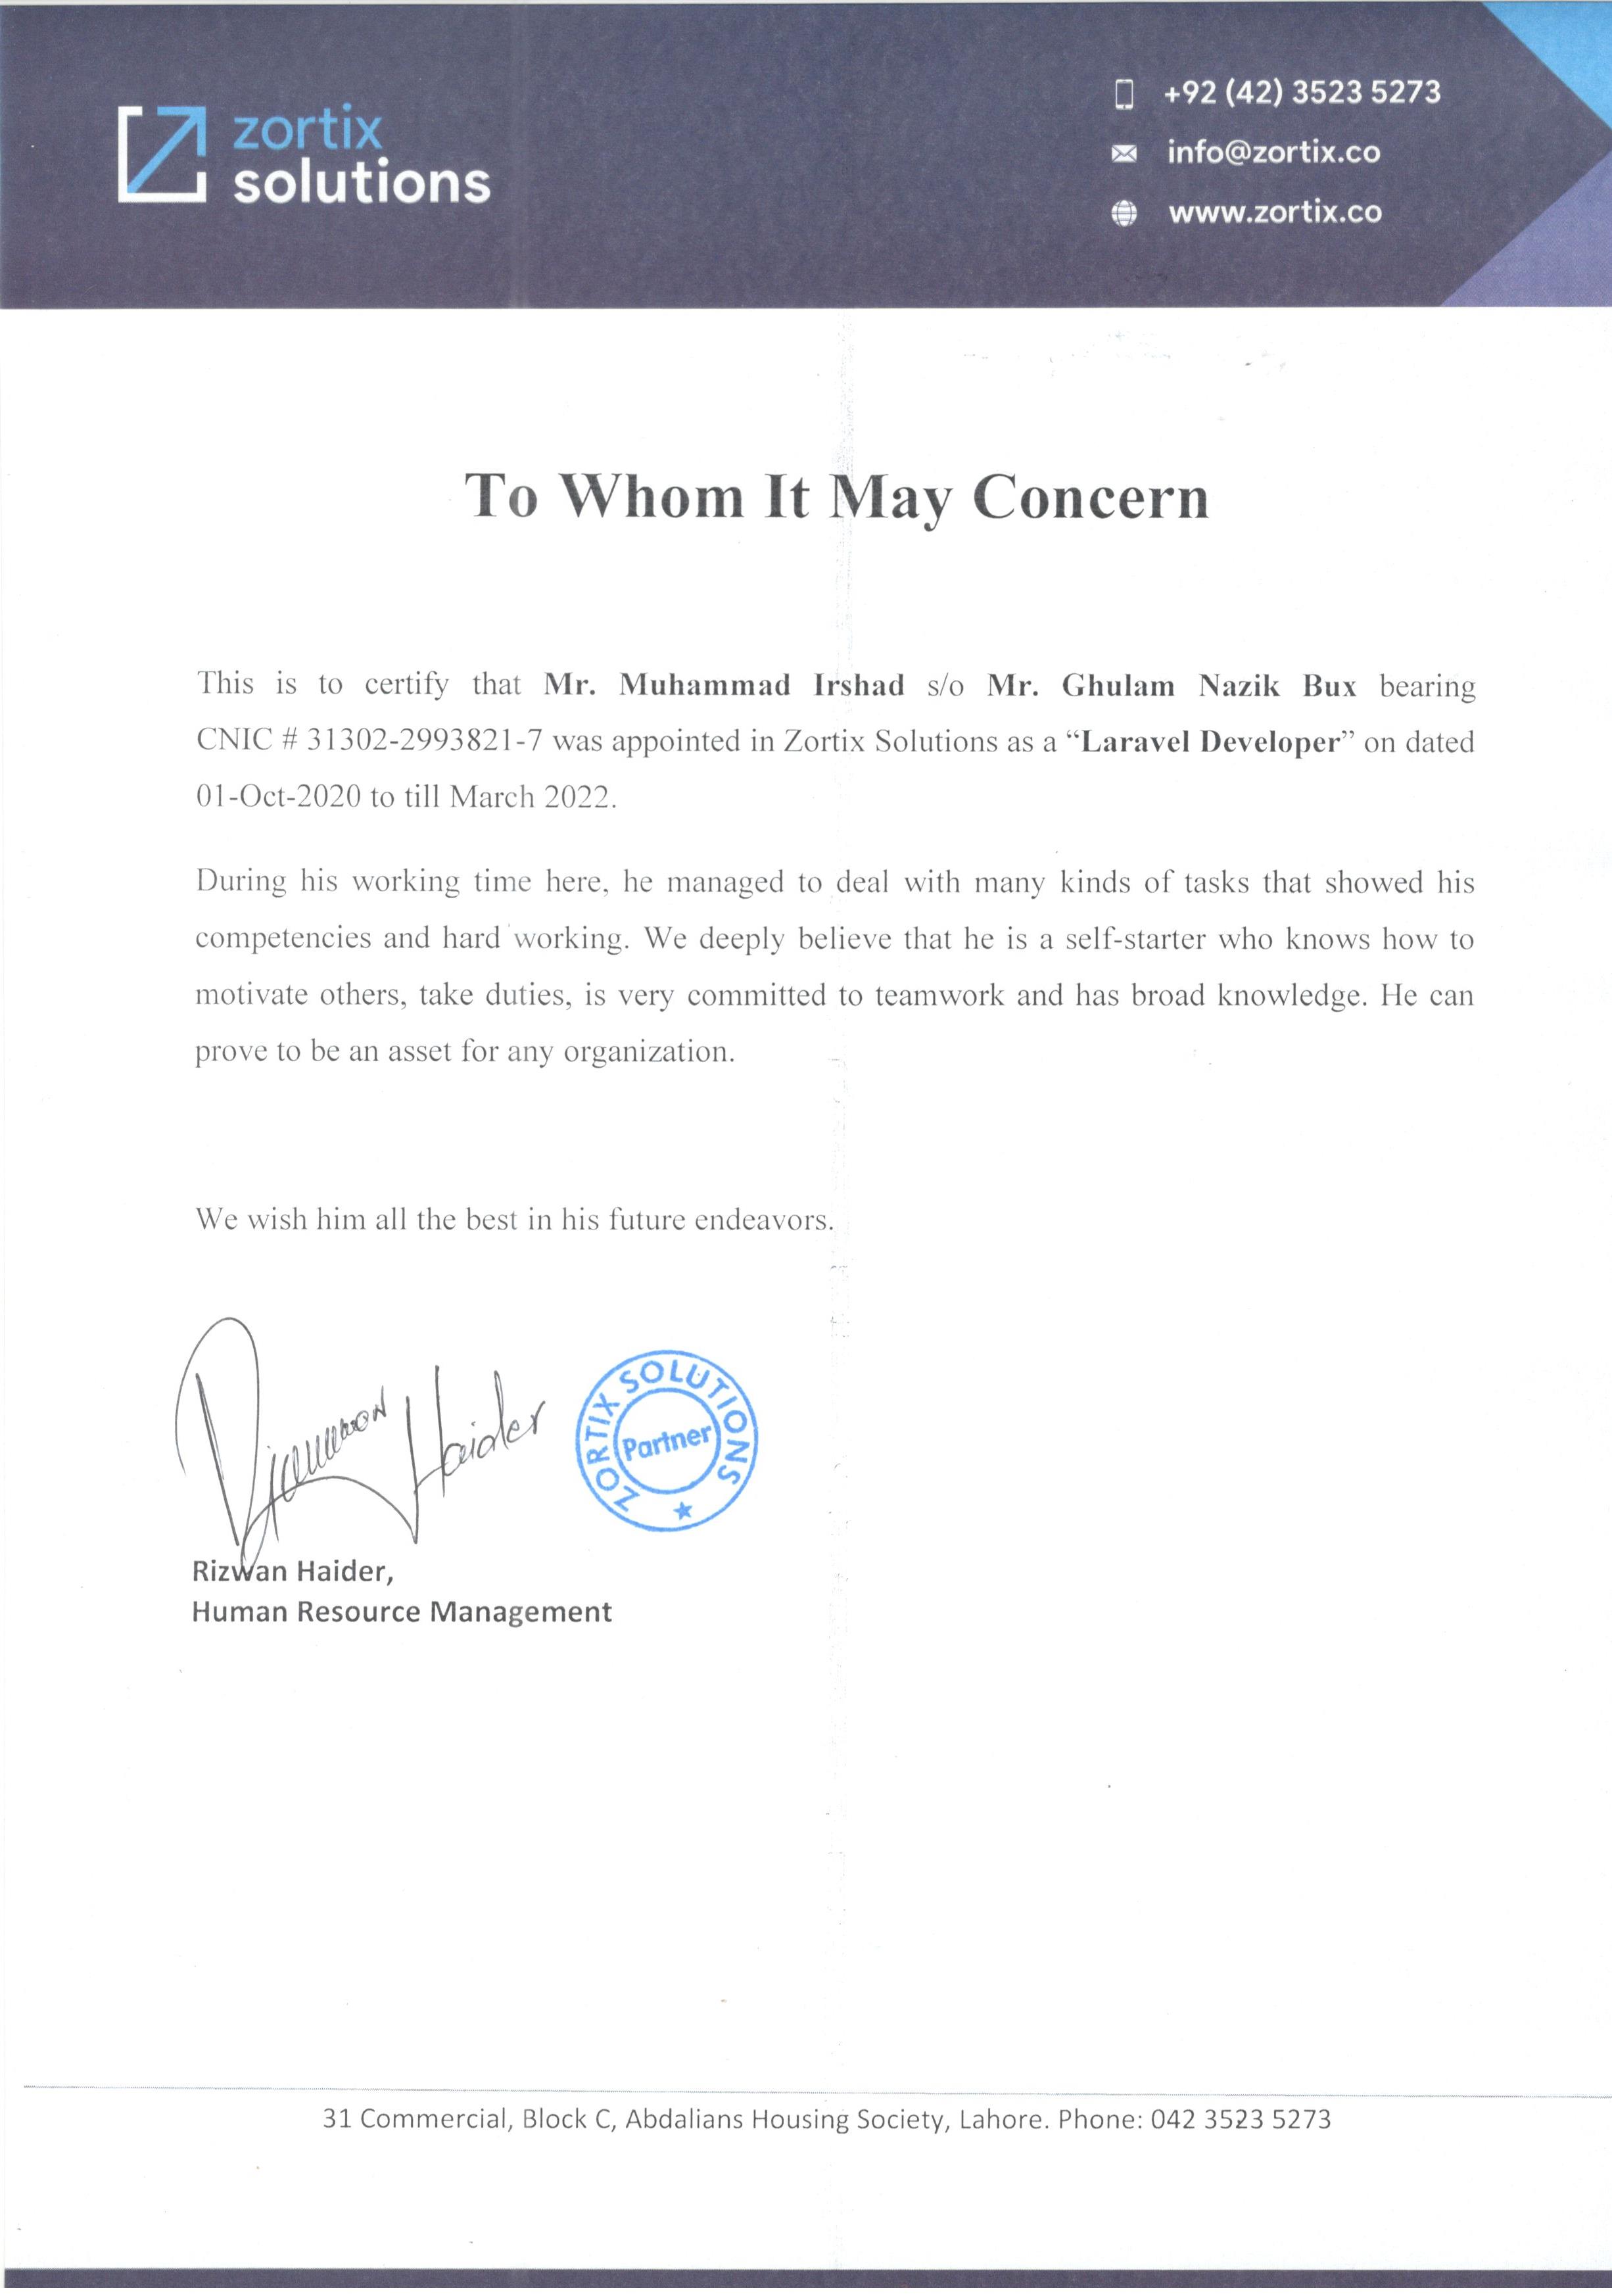 zortix
solutions
+92 (42) 3523 5273
info@zortix.co
www.zortix.co
To Whom It May Concern
This is to certify that Mr. Muhammad Irshad s/o Mr. Ghulam Nazik Bux bearing
CNIC # 31302-2993821-7 was appointed in Zortix Solutions as a “Laravel Developer” on dated
01-Oct-2020 to till March 2022.
During his working time here, he managed to deal with many kinds of tasks that showed his
competencies and hard working. We deeply believe that he is a self-starter who knows how to
motivate others, take duties, is very committed to teamwork and has broad knowledge. He can
prove to be an asset for any organization.
We wish him all the best in his future endeavors.
Haider
ZORTIX SOLUTIONS
Partner
Rizwan Haider,
Human Resource Management
31 Commercial, Block C, Abdalians Housing Society, Lahore. Phone: 042 3523 5273